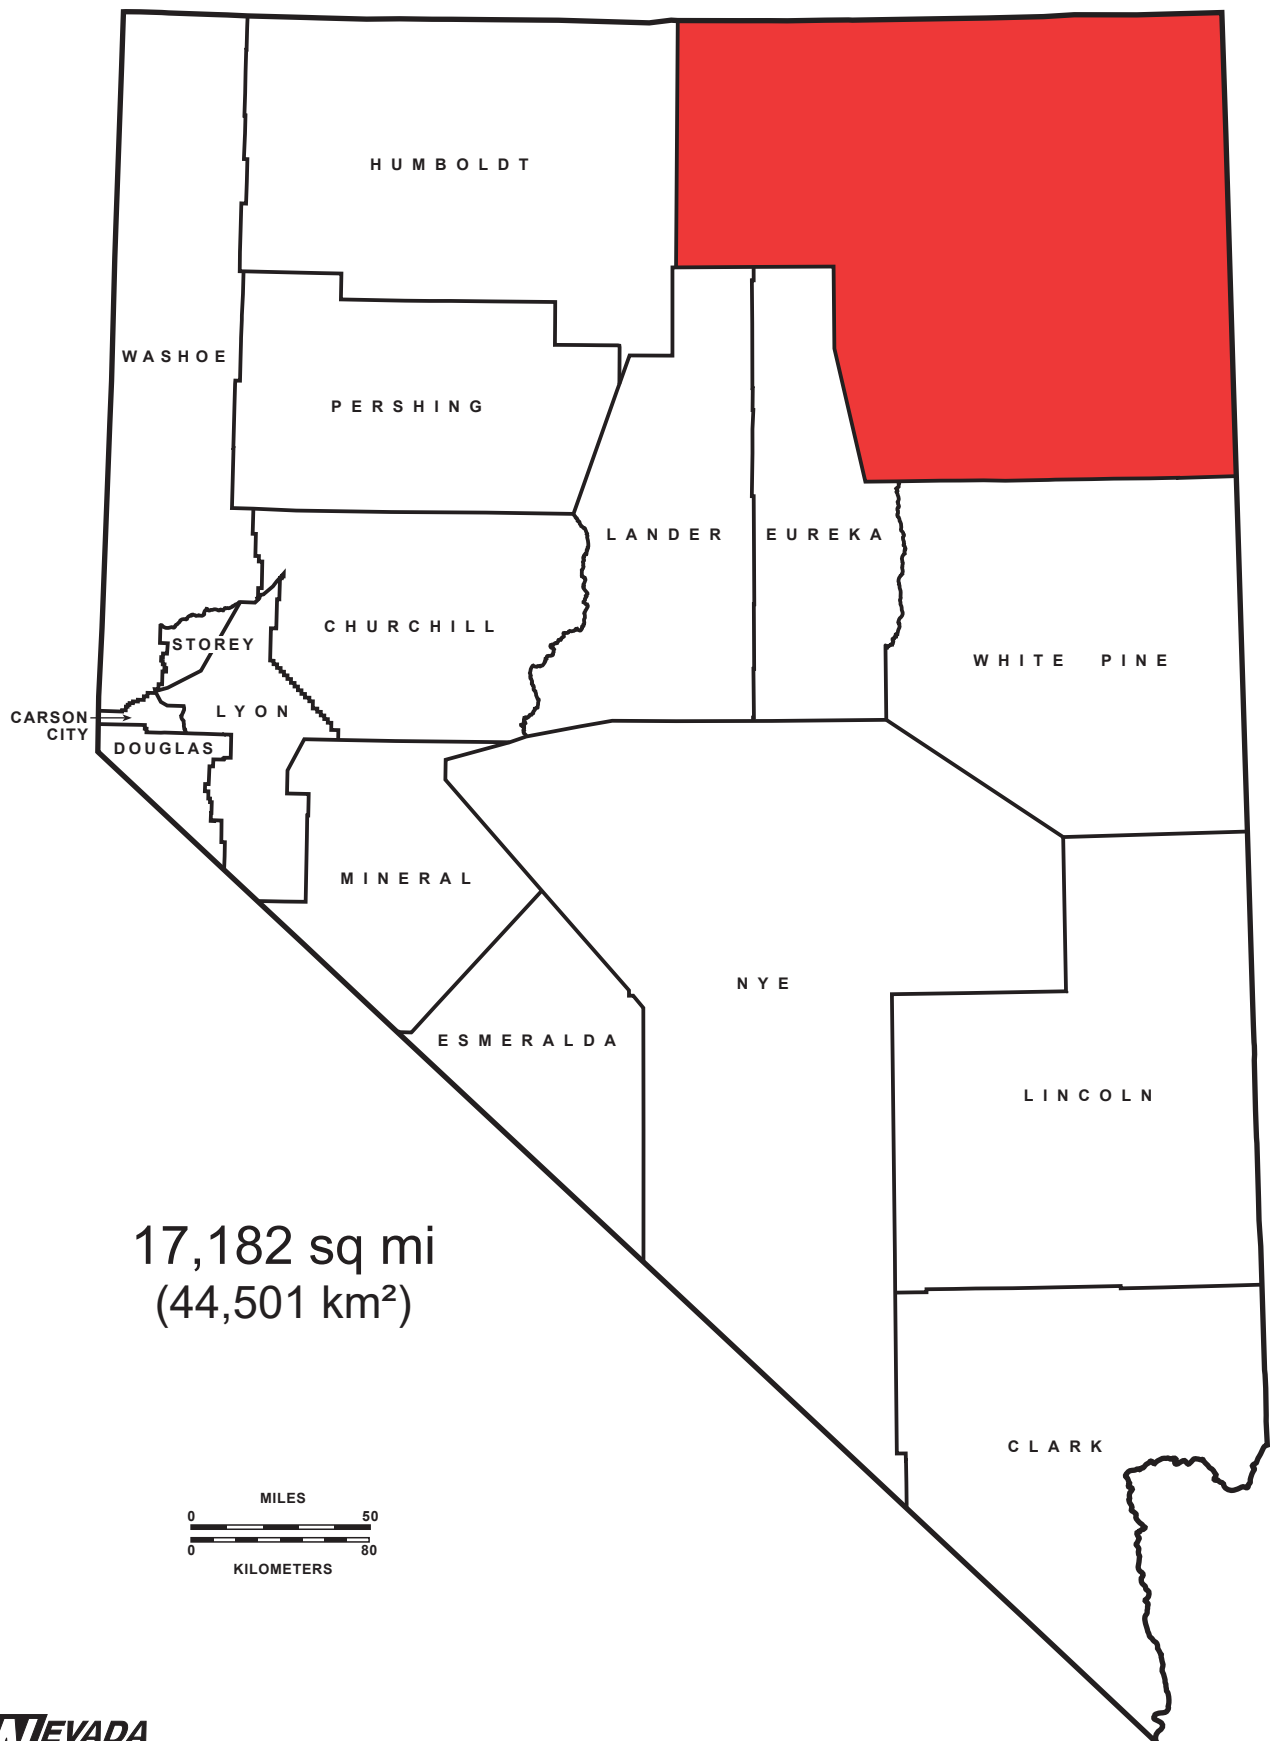 HUMBOLDT
WASHOE
PERSHING
LANDER
EUREKA
CHURCHILL
STOREY
WHITE PINE
LYON
CARSON
CITY
DOUGLAS
MINERAL
NYE
ESMERALDA
LINCOLN
17,182 sq mi
(44,501 km²)
CLARK
MILES
0 50
0 80
KILOMETERS
NEVADA